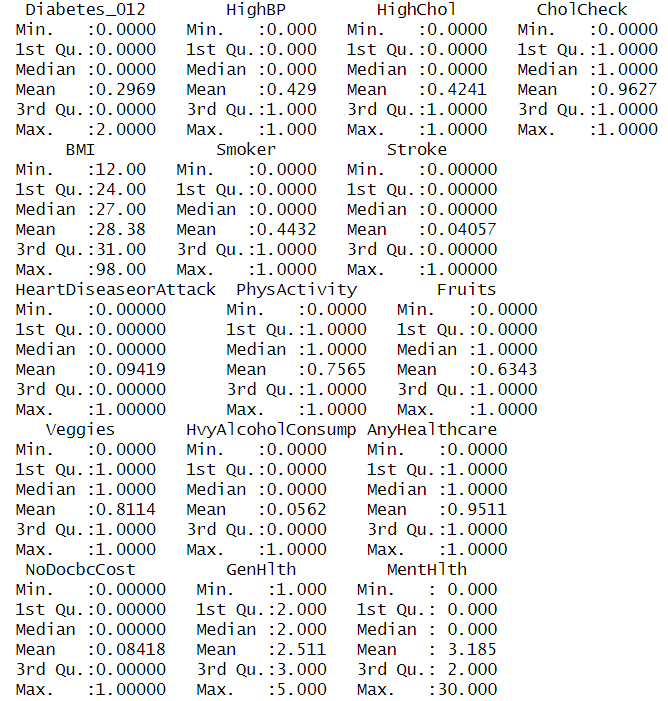 Diabetes_012 HighBP HighChol CholCheck
Min. :0.0000 Min. :0.000 Min. :0.0000 Min. :0.0000
1st Qu.:0.0000 1st Qu.:0.000 1st Qu.:0.0000 1st Qu.:1.0000
Median :0.0000 Median :0.000 Median :0.0000 Median :1.0000
Mean :0.2969 Mean :0.429 Mean :0.4241 Mean :0.9627
3rd Qu.:0.0000 3rd Qu.:1.000 3rd Qu.:1.0000 3rd Qu.:1.0000
Max. :2.0000 Max. :1.000 Max. :1.0000 Max. :1.0000
BMI Smoker Stroke
Min. :12.00 Min. :0.0000 Min. :0.00000
1st Qu.:24.00 1st Qu.:0.0000 1st Qu.:0.00000
Median :27.00 Median :0.0000 Median :0.00000
Mean :28.38 Mean :0.4432 Mean :0.04057
3rd Qu.:31.00 3rd Qu.:1.0000 3rd Qu.:0.00000
Max. :98.00 Max. :1.0000 Max. :1.00000
HeartDiseaseorAttack PhysActivity Fruits
Min. :0.00000 Min. :0.0000 Min. :0.0000
1st Qu.:0.00000 1st Qu.:1.0000 1st Qu.:0.0000
Median :0.00000 Median :1.0000 Median :1.0000
Mean :0.09419 Mean :0.7565 Mean :0.6343
3rd Qu.:0.00000 3rd Qu.:1.0000 3rd Qu.:1.0000
Max. :1.00000 Max. :1.0000 Max. :1.0000
Veggies HvyAlcoholConsump AnyHealthcare
Min. :0.0000 Min. :0.0000 Min. :0.0000
1st Qu.:1.0000 1st Qu.:0.0000 1st Qu.:1.0000
Median :1.0000 Median :0.0000 Median :1.0000
Mean :0.8114 Mean :0.0562 Mean :0.9511
3rd Qu.:1.0000 3rd Qu.:0.0000 3rd Qu.:1.0000
Max. :1.0000 Max. :1.0000 Max. :1.0000
NoDocbcCost GenHlth MentHlth
Min. :0.00000 Min. :1.000 Min. : 0.000
1st Qu.:0.00000 1st Qu.:2.000 1st Qu.: 0.000
Median :0.00000 Median :2.000 Median : 0.000
Mean :0.08418 Mean :2.511 Mean : 3.185
3rd Qu.:0.00000 3rd Qu.:3.000 3rd Qu.: 2.000
Max. :1.00000 Max. :5.000 Max. :30.000